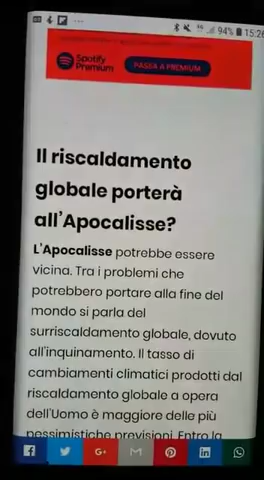 94% 15:26
Spotify
Premium
PASSA A PREMIUM
Il riscaldamento
globale porterà
all'Apocalisse?
L'Apocalisse potrebbe essere
vicina. Tra i problemi che
potrebbero portare alla fine del
mondo si parla del
surriscaldamento globale, dovuto
all'inquinamento. Il tasso di
cambiamenti climatici prodotti dal
riscaldamento globale a opera
dell'Uomo è maggiore delle più
pessimistiche previsioni. Entro la